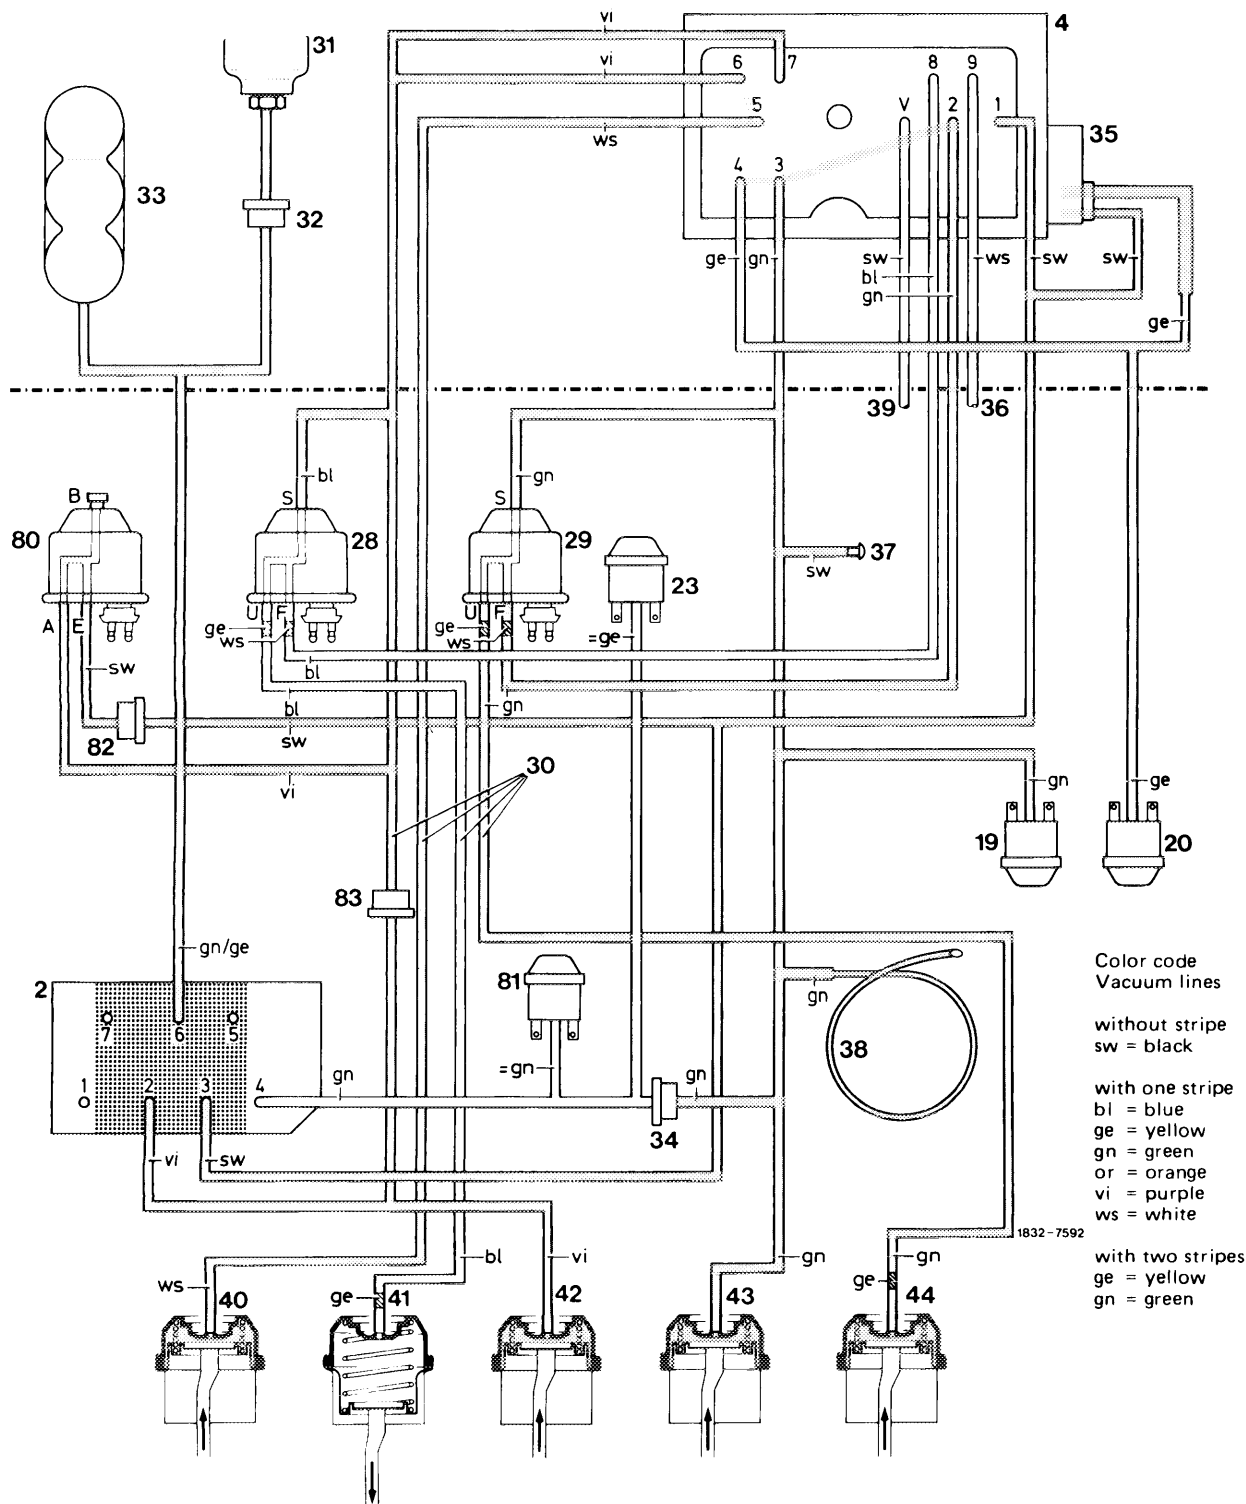 vi
4
31
6
7
8
9
vi
5
V
2
1
ws
35
33
32
4
3
ge
gn
sw
ws
sw
sw
bl
gn
ge
39
36
bl
gn
B
S
S
80
28
29
37
sw
23
A
E
U
F
U
F
ge
ws
ge
ws
=ge
sw
bl
bl
gn
82
sw
30
vi
gn
ge
19
20
83
gn/ge
2
81
gn
7
6
5
38
=gn
1
2
3
4
gn
gn
34
vi
sw
Color code
Vacuum lines
without stripe
sw = black
with one stripe
bl = blue
ge = yellow
gn = green
or = orange
vi = purple
ws = white
1832-7592
with two stripes
ge = yellow
gn = green
ws
bl
vi
gn
gn
ge
ge
40
41
42
43
44